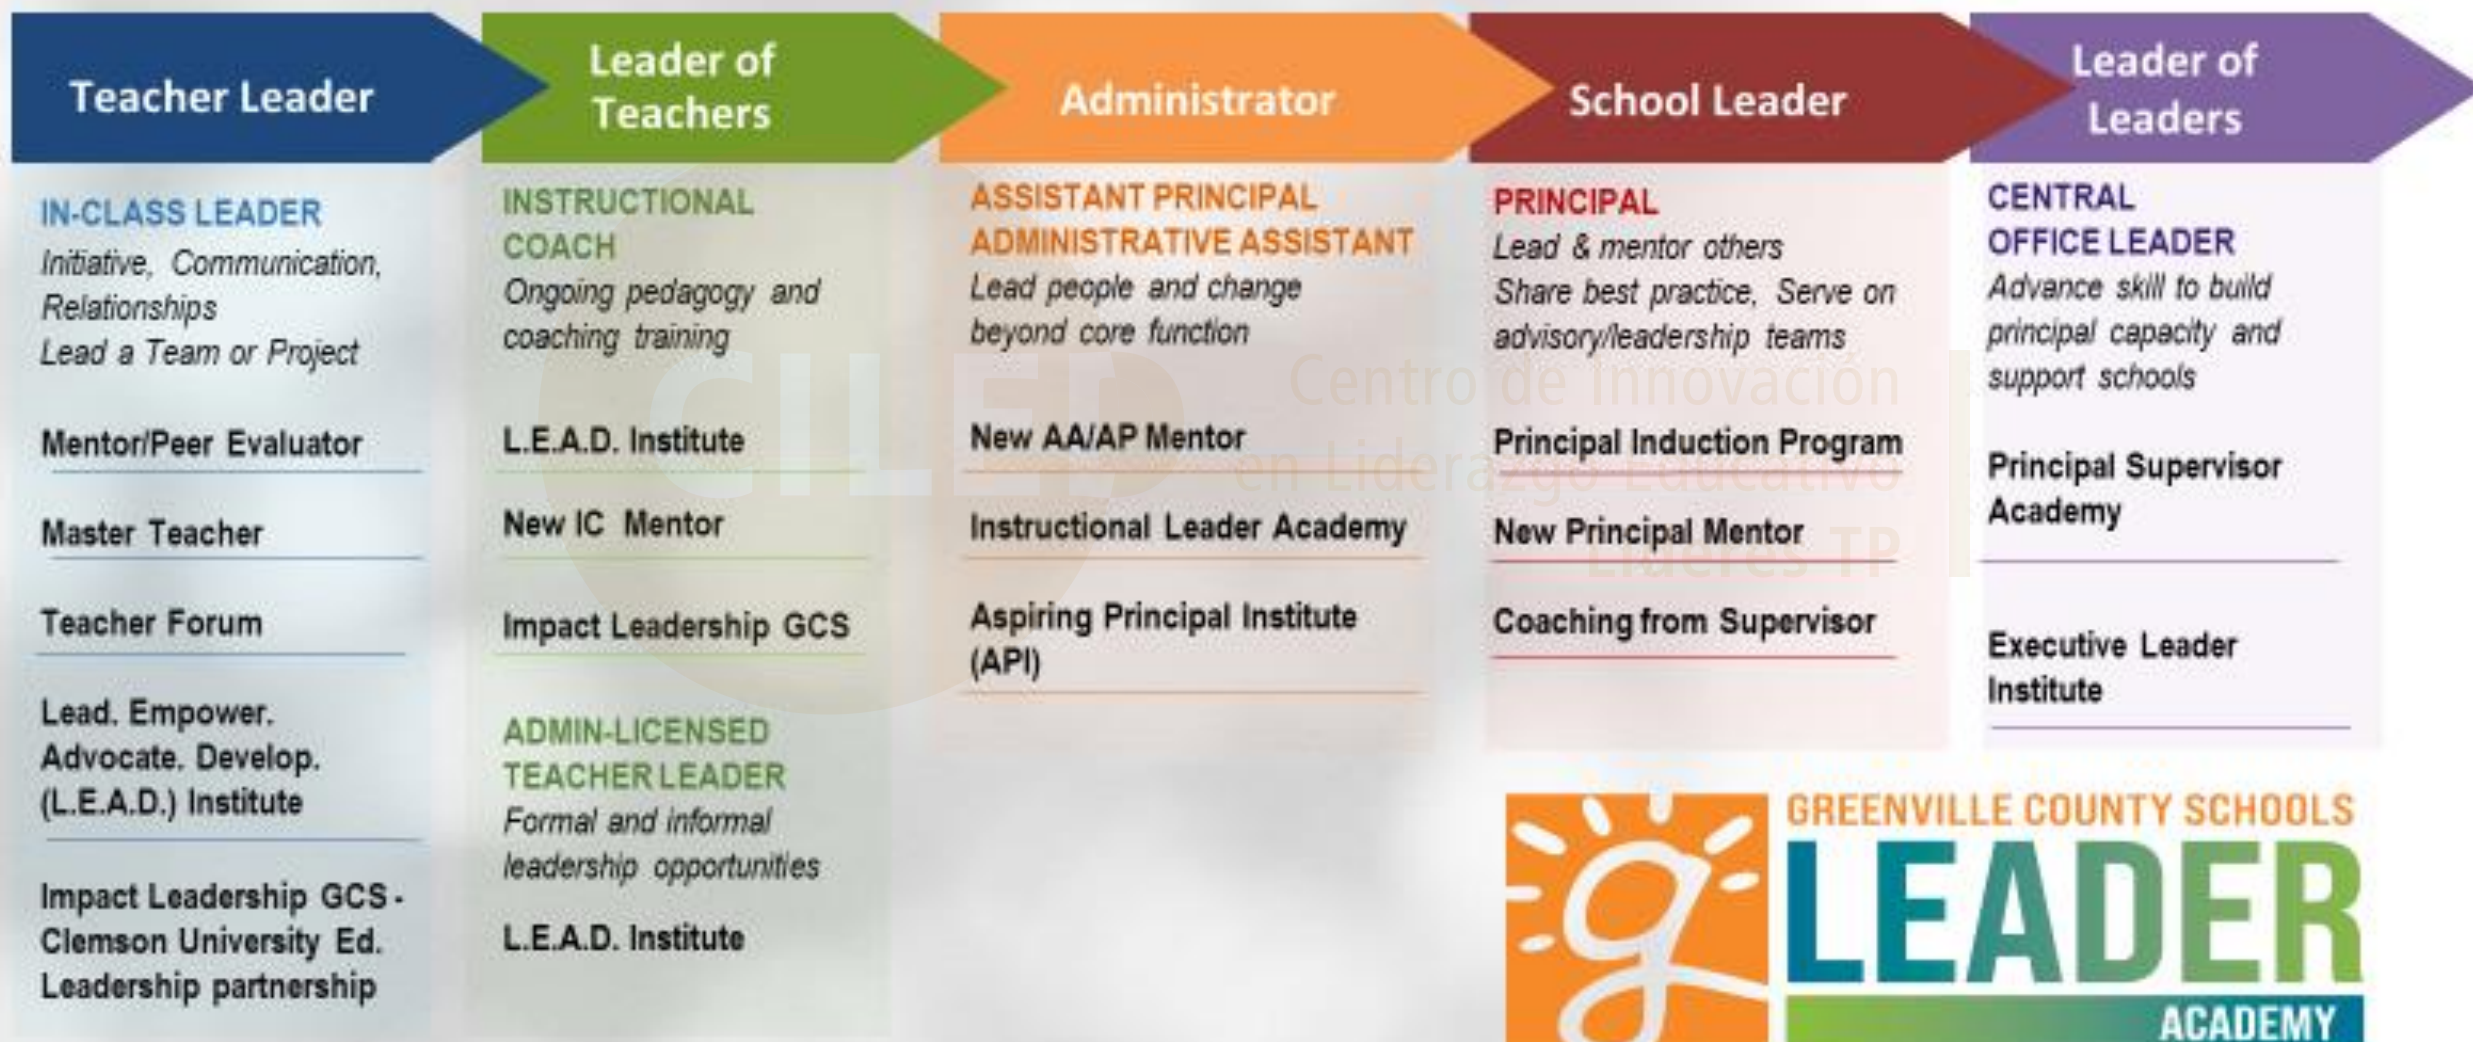 Teacher Leader
IN-CLASS LEADER
Initiative, Communication,
Relationships
Lead a Team or Project
Mentor/Peer Evaluator
Master Teacher
Teacher Forum
Lead. Empower.
Advocate. Develop.
(L.E.A.D.) Institute
Impact Leadership GCS -
Clemson University Ed.
Leadership partnership
Leader of
Teachers
INSTRUCTIONAL
COACH
Ongoing pedagogy and
coaching training
L.E.A.D. Institute
New IC Mentor
Impact Leadership GCS
ADMIN-LICENSED
TEACHER LEADER
Formal and informal
leadership opportunities
L.E.A.D. Institute
Administrator
ASSISTANT PRINCIPAL
ADMINISTRATIVE ASSISTANT
Lead people and change
beyond core function
New AA/AP Mentor
Instructional Leader Academy
Aspiring Principal Institute
(API)
School Leader
PRINCIPAL
Lead & mentor others
Share best practice, Serve on
advisory/leadership teams
Principal Induction Program
New Principal Mentor
Coaching from Supervisor
Leader of
Leaders
CENTRAL
OFFICE LEADER
Advance skill to build
principal capacity and
support schools
Principal Supervisor
Academy
Executive Leader
Institute
g
GREENVILLE COUNTY SCHOOLS
LEADER
ACADEMY
CILED
Centro de Innovación
en Liderazgo Educativo
Líderes TP